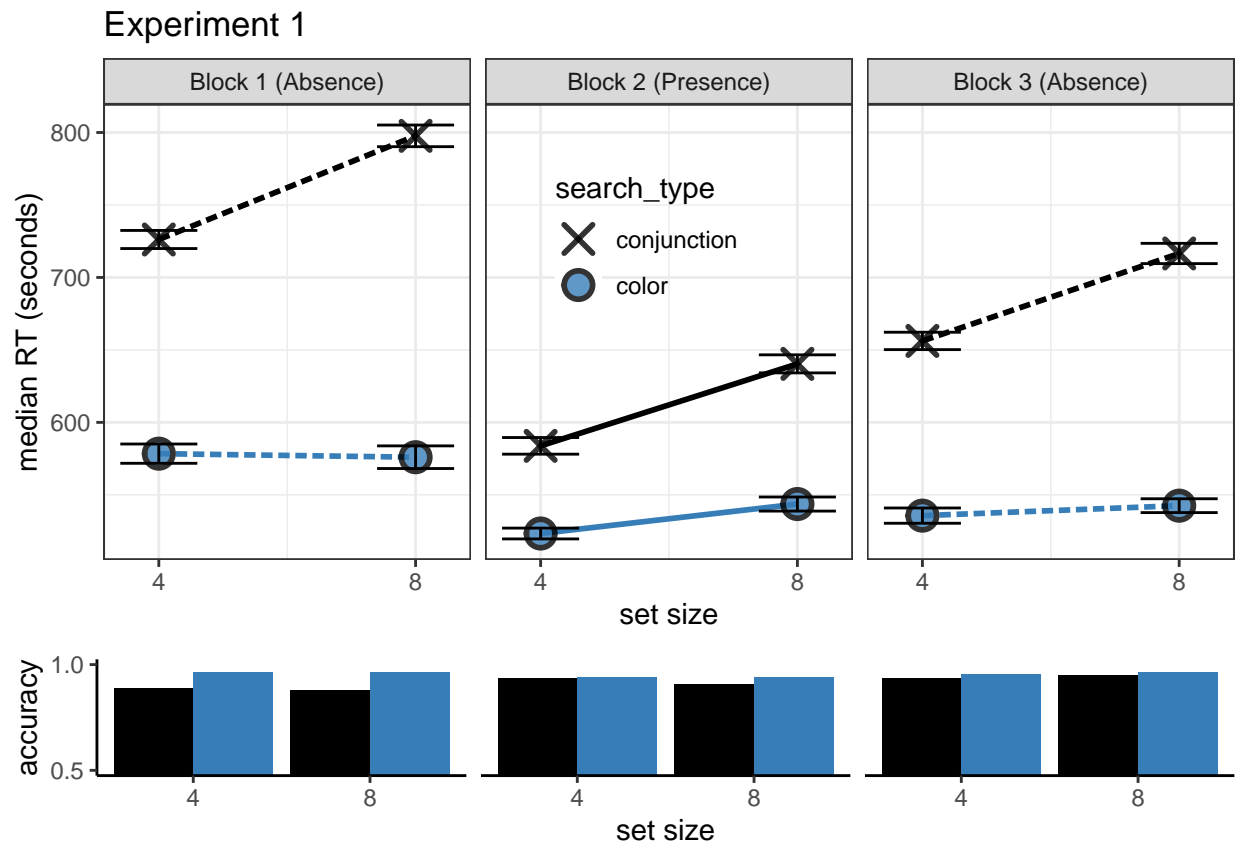 Experiment 1
Block 1 (Absence) Block 2 (Presence) Block 3 (Absence)
median RT (seconds)
800
700
600
search_type
conjunction
color
4 8 4 8 4 8
set size
accuracy
1.0
0.5
4 8 4 8 4 8
set size